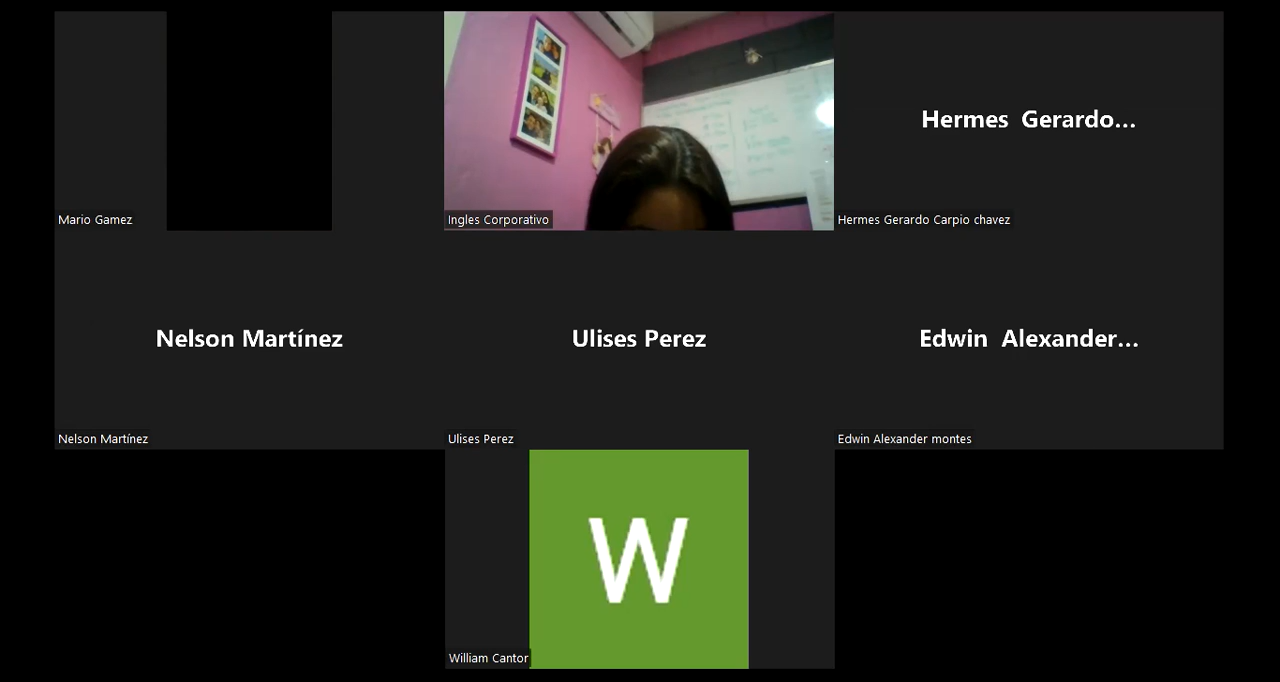 Hermes Gerardo...
Mario Gamez
Ingles Corporativo
Hermes Gerardo Carpio chavez
Nelson Martínez
Ulises Perez
Edwin Alexander...
Nelson Martínez
Ulises Perez
Edwin Alexander montes
W
William Cantor